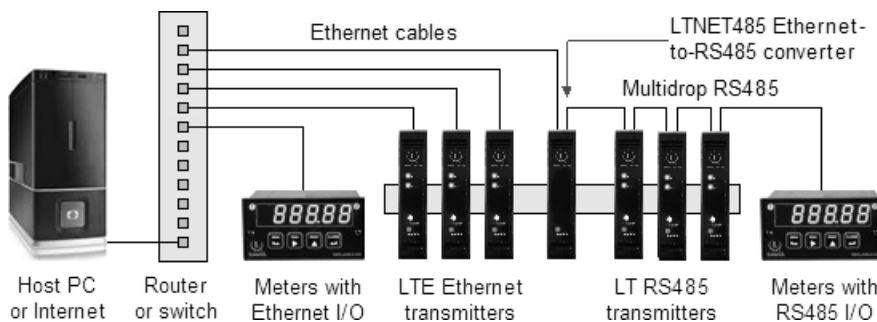 Ethernet cables
LTNET485 Ethernet-
to-RS485 converter
Multidrop RS485
888.88
888.88
Host PC
or Internet
Router
or switch
Meters with
Ethernet I/O
LTE Ethernet
transmitters
LT RS485
transmitters
Meters with
RS485 I/O